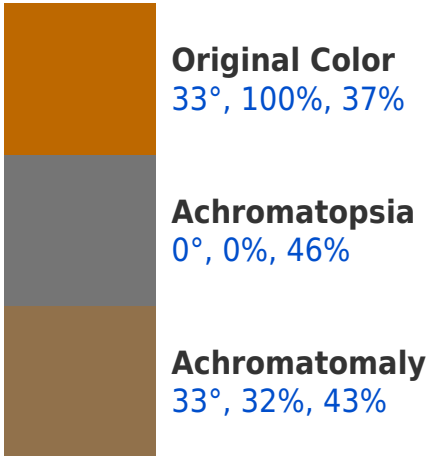 Original Color
33°, 100%, 37%
Achromatopsia
0°, 0%, 46%
Achromatomaly
33°, 32%, 43%